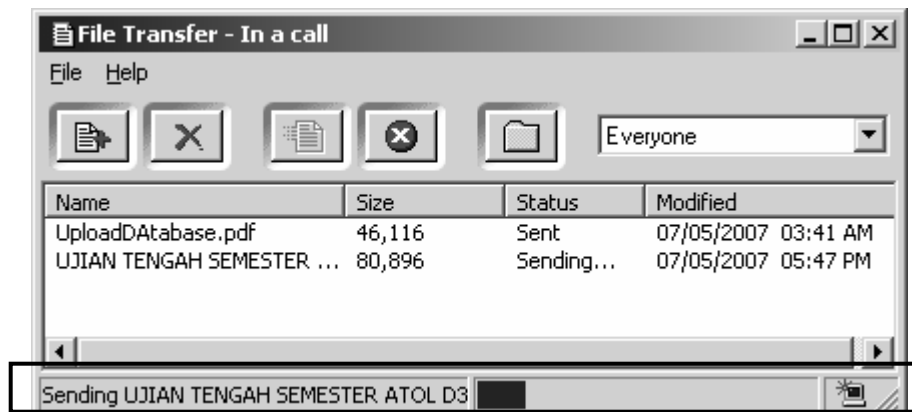 File Transfer - In a call
File Help
Everyone
Name Size Status Modified
UploadDAtabase.pdf 46,116 Sent 07/05/2007 03:41 AM
UJIAN TENGAH SEMESTER ... 80,896 Sending... 07/05/2007 05:47 PM
Sending UJIAN TENGAH SEMESTER ATOL D3